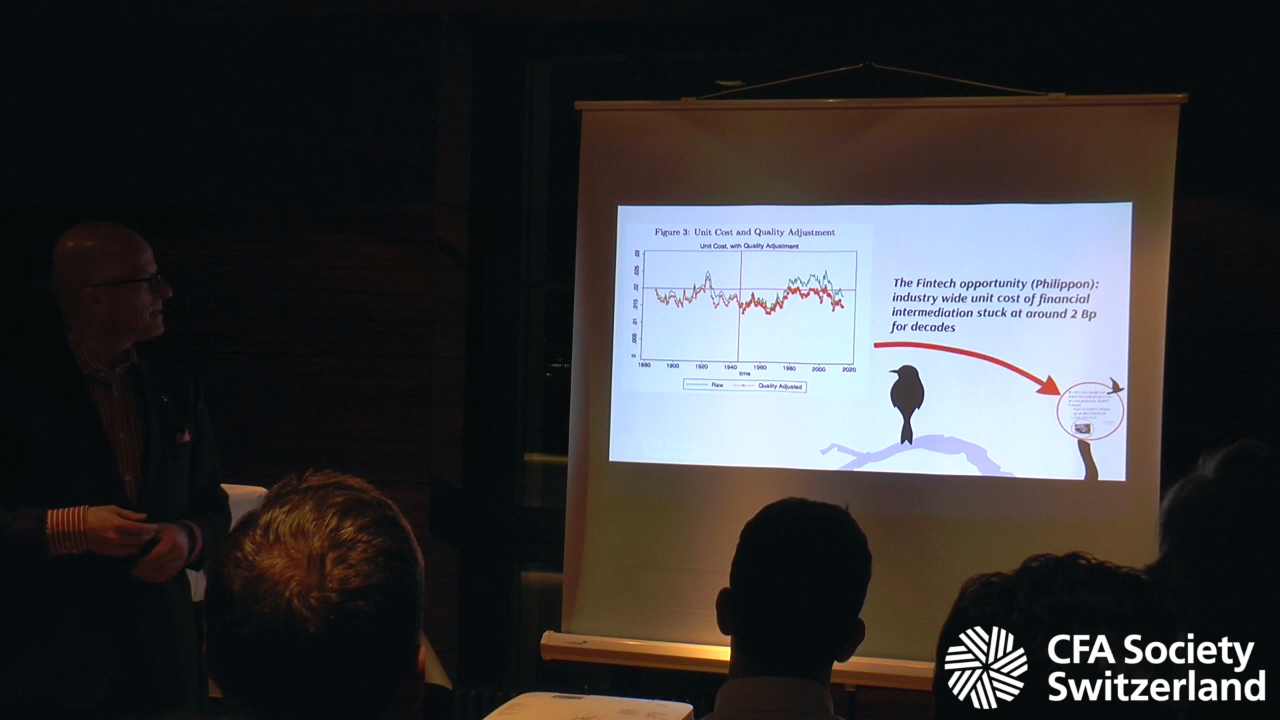 Figure 3: Unit Cost and Quality Adjustment
Unit Cost, with Quality Adjustment
.03
.025
.02
.015
.01
.005
0
1880 1900 1920 1940 1960 1980 2000 2020
time
Raw Quality Adjusted
The Fintech opportunity (Philippon):
industry wide unit cost of financial
intermediation stuck at around 2 Bp
for decades
CFA Society
Switzerland